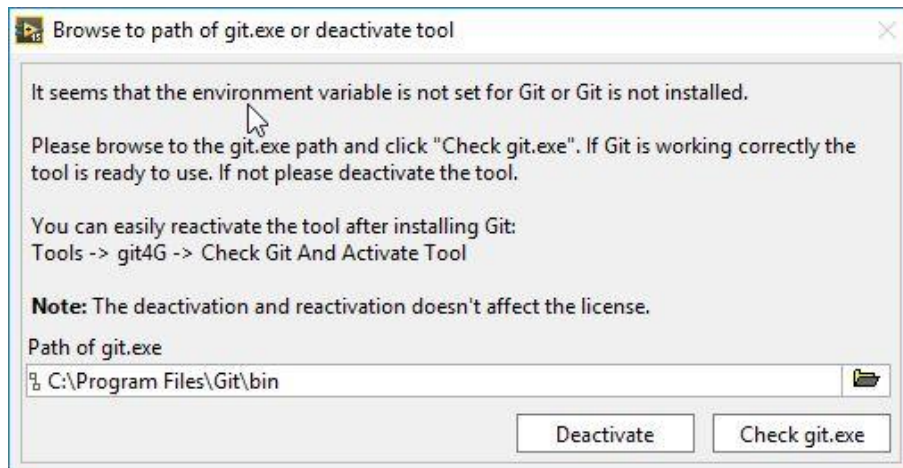 Browse to path of git.exe or deactivate tool
It seems that the environment variable is not set for Git or Git is not installed.
Please browse to the git.exe path and click "Check git.exe". If Git is working correctly the
tool is ready to use. If not please deactivate the tool.
You can easily reactivate the tool after installing Git:
Tools -> git4G -> Check Git And Activate Tool
Note: The deactivation and reactivation doesn't affect the license.
Path of git.exe
C:\Program Files\Git\bin
Deactivate
Check git.exe